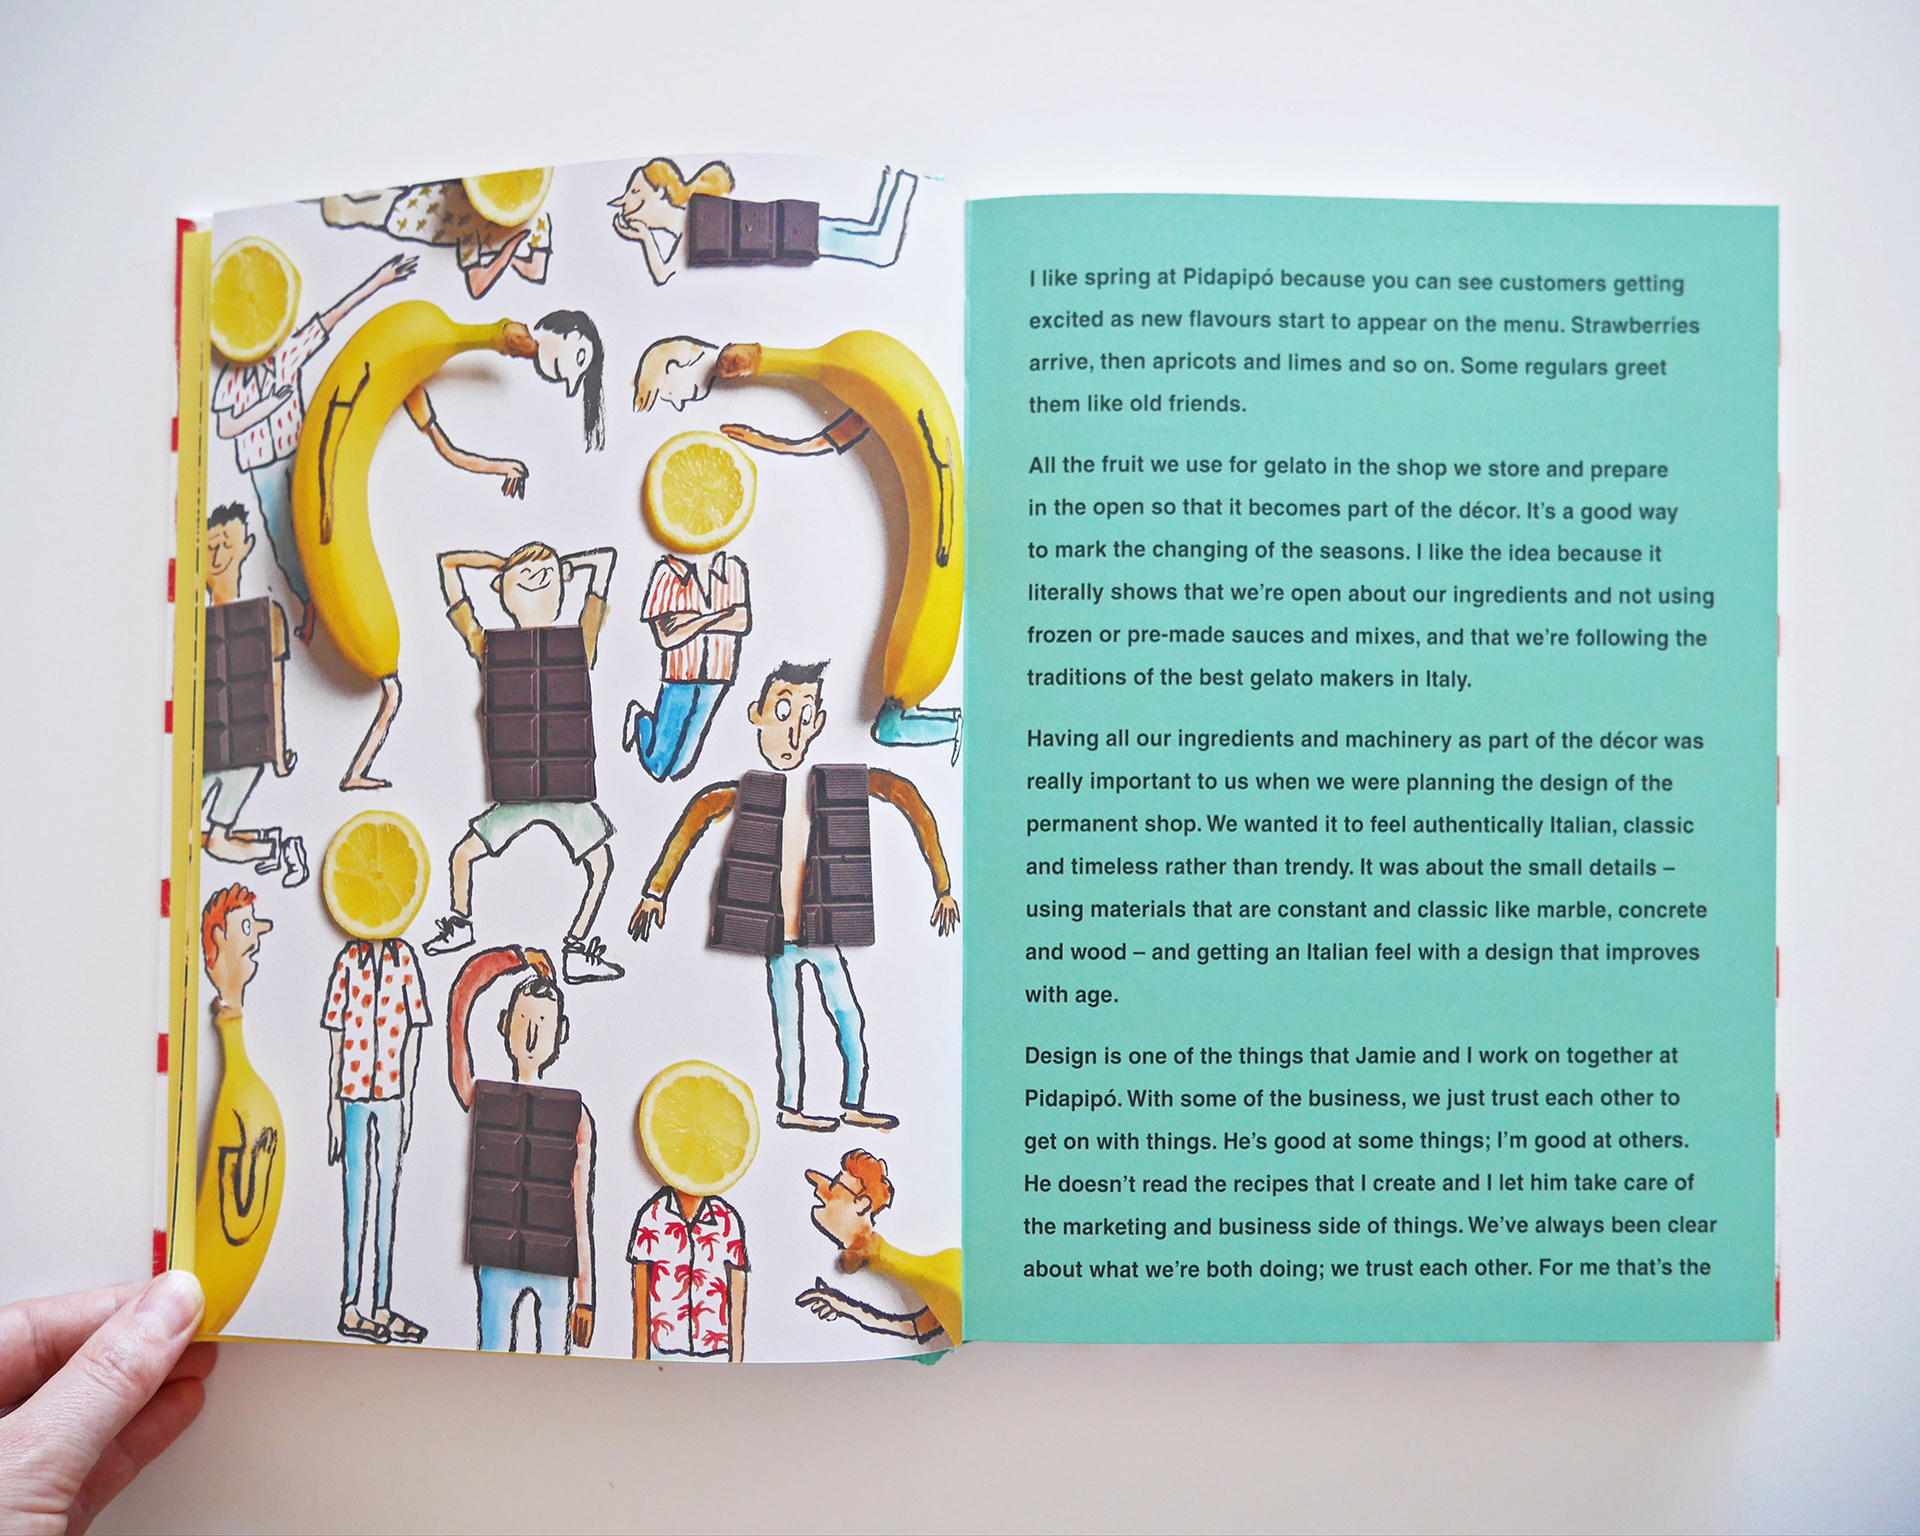 I like spring at Pidapipó because you can see customers getting
excited as new flavours start to appear on the menu. Strawberries
arrive, then apricots and limes and so on. Some regulars greet
them like old friends.
All the fruit we use for gelato in the shop we store and prepare
in the open so that it becomes part of the décor. It's a good way
to mark the changing of the seasons. I like the idea because it
literally shows that we're open about our ingredients and not using
frozen or pre-made sauces and mixes, and that we're following the
traditions of the best gelato makers in Italy.
Having all our ingredients and machinery as part of the décor was
really important to us when we were planning the design of the
permanent shop. We wanted it to feel authentically Italian, classic
and timeless rather than trendy. It was about the small details –
using materials that are constant and classic like marble, concrete
and wood – and getting an Italian feel with a design that improves
with age.
Design is one of the things that Jamie and I work on together at
Pidapipó. With some of the business, we just trust each other to
get on with things. He's good at some things; I'm good at others.
He doesn't read the recipes that I create and I let him take care of
the marketing and business side of things. We've always been clear
about what we're both doing; we trust each other. For me that's the